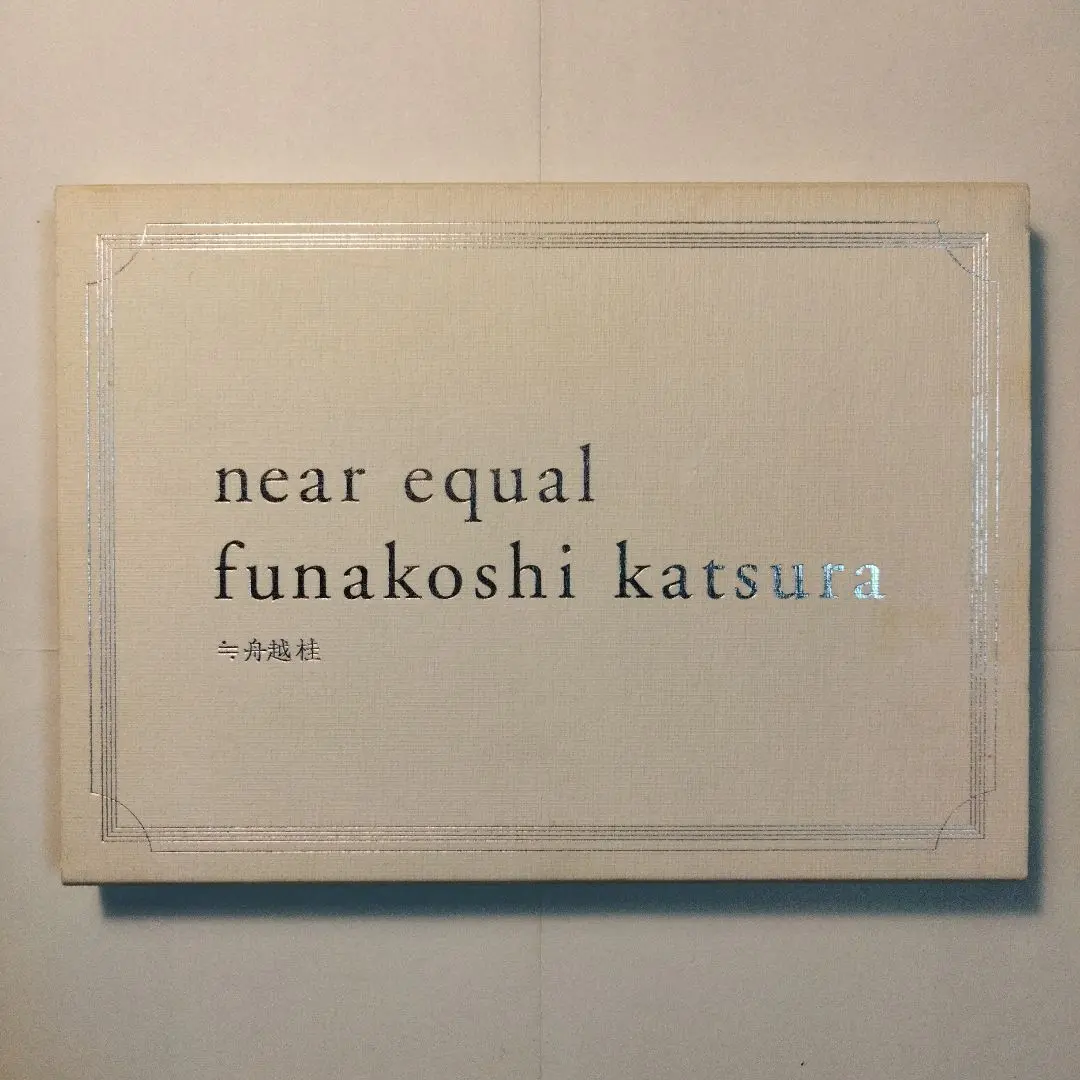 near equal
funakoshi katsura
≒舟越桂